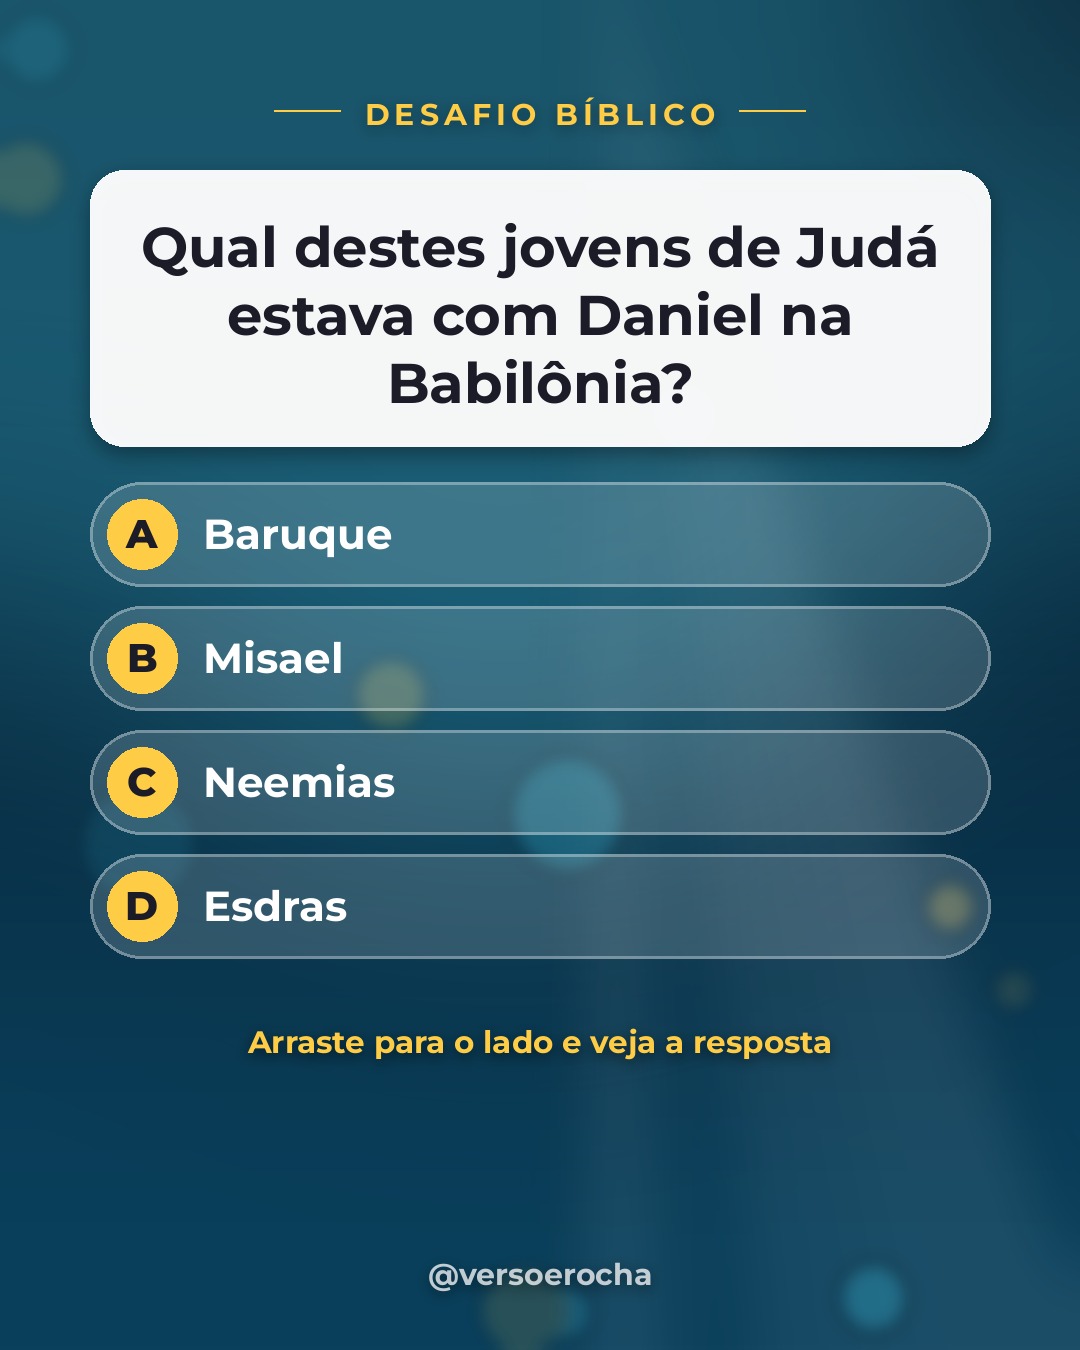 DESAFIO BÍBLICO
Qual destes jovens de Judá
estava com Daniel na
Babilônia?
A Baruque
B Misael
C Neemias
D Esdras
Arraste para o lado e veja a resposta
@versoerocha